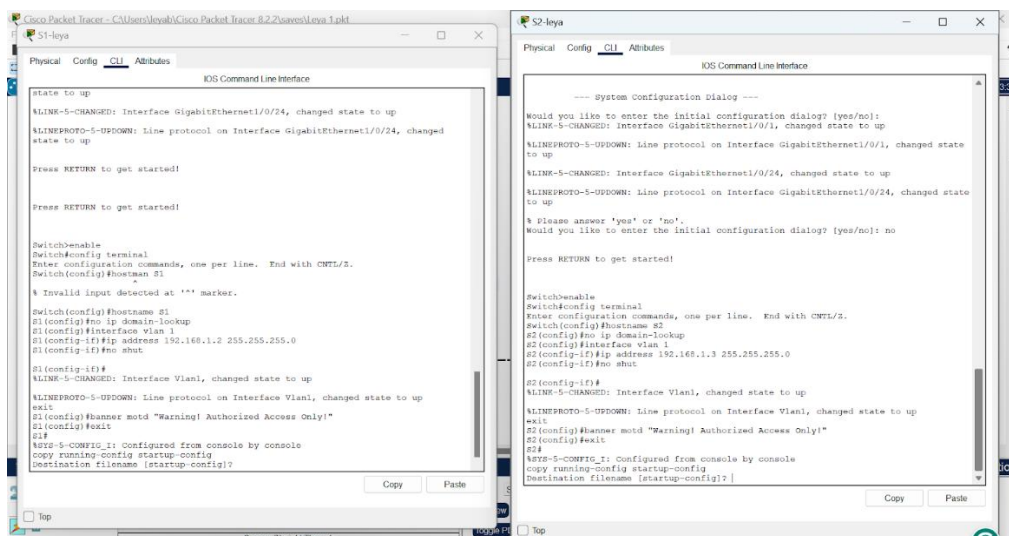 Cisco Packet Tracer - C:\Users\leyab\Cisco Packet Tracer 8.2.2\saves\Leya 1.pkt
S1-leya
Physical Config CLI Attributes
IOS Command Line Interface
state to up
%LINK-5-CHANGED: Interface GigabitEthernet1/0/24, changed state to up
%LINEPROTO-5-UPDOWN: Line protocol on Interface GigabitEthernet1/0/24, changed
state to up
Press RETURN to get started!
Press RETURN to get started!
Switch>enable
Switch#config terminal
Enter configuration commands, one per line. End with CNTL/Z.
Switch(config)#hostman S1
^
% Invalid input detected at '^' marker.
Switch(config)#hostname S1
S1(config)#no ip domain-lookup
S1(config)#interface vlan 1
S1(config-if)#ip address 192.168.1.2 255.255.255.0
S1(config-if)#no shut
S1(config-if)#
%LINK-5-CHANGED: Interface Vlan1, changed state to up
%LINEPROTO-5-UPDOWN: Line protocol on Interface Vlan1, changed state to up
exit
S1(config)#banner motd "Warning! Authorized Access Only!"
S1(config)#exit
S1#
%SYS-5-CONFIG_I: Configured from console by console
copy running-config startup-config
Destination filename [startup-config]?
Copy Paste
Top
S2-leya
Physical Config CLI Attributes
IOS Command Line Interface
--- System Configuration Dialog ---
Would you like to enter the initial configuration dialog? [yes/no]:
%LINK-5-CHANGED: Interface GigabitEthernet1/0/1, changed state to up
%LINEPROTO-5-UPDOWN: Line protocol on Interface GigabitEthernet1/0/1, changed state
to up
%LINK-5-CHANGED: Interface GigabitEthernet1/0/24, changed state to up
%LINEPROTO-5-UPDOWN: Line protocol on Interface GigabitEthernet1/0/24, changed state
to up
% Please answer 'yes' or 'no'.
Would you like to enter the initial configuration dialog? [yes/no]: no
Press RETURN to get started!
Switch>enable
Switch#config terminal
Enter configuration commands, one per line. End with CNTL/Z.
Switch(config)#hostname S2
S2(config)#no ip domain-lookup
S2(config)#interface vlan 1
S2(config-if)#ip address 192.168.1.3 255.255.255.0
S2(config-if)#no shut
S2(config-if)#
%LINK-5-CHANGED: Interface Vlan1, changed state to up
%LINEPROTO-5-UPDOWN: Line protocol on Interface Vlan1, changed state to up
exit
S2(config)#banner motd "Warning! Authorized Access Only!"
S2(config)#exit
S2#
%SYS-5-CONFIG_I: Configured from console by console
copy running-config startup-config
Destination filename [startup-config]?
Copy Paste
Top